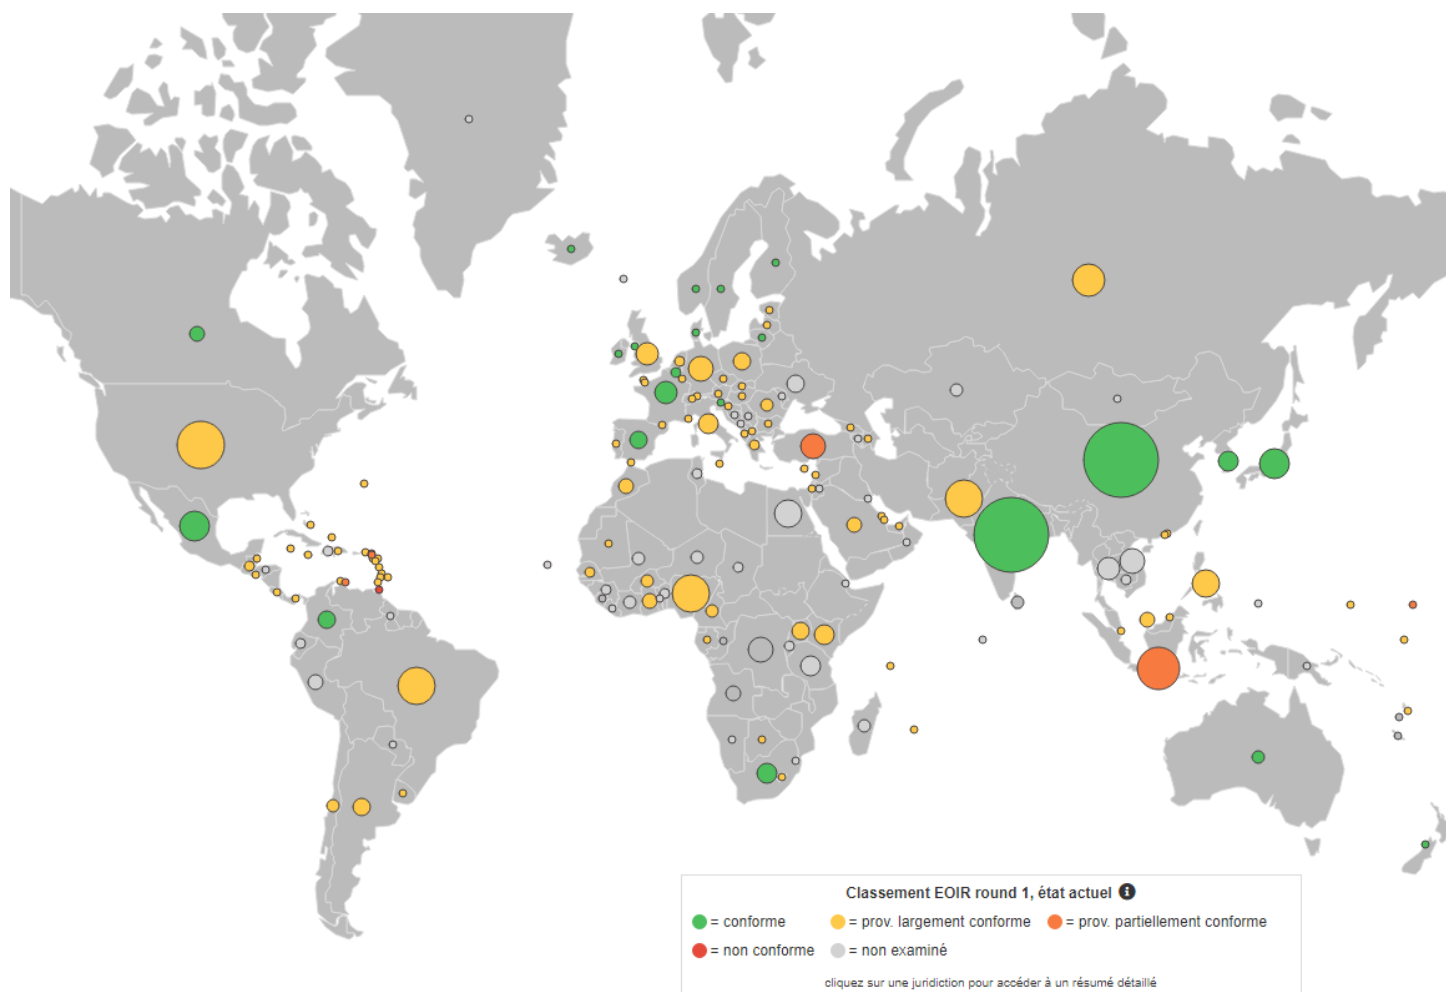 Classement EOIR round 1, état actuel
= conforme = prov. largement conforme = prov. partiellement conforme
= non conforme = non examiné
cliquez sur une juridiction pour accéder à un résumé détaillé